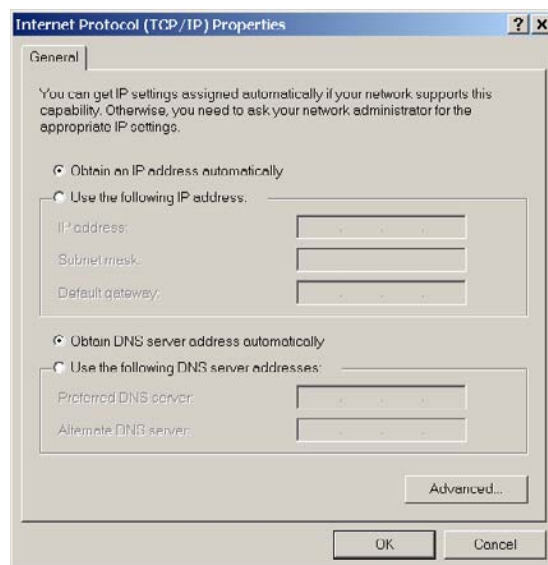 Internet Protocol (TCP/IP) Properties
General
You can get IP settings assigned automatically if your network supports this
capability. Otherwise, you need to ask your network administrator for the
appropriate IP settings.
Obtain an IP address automatically
Use the following IP address:
IP address:
Subnet mask:
Default gateway:
Obtain DNS server address automatically
Use the following DNS server addresses:
Preferred DNS server:
Alternate DNS server:
Advanced...
OK
Cancel